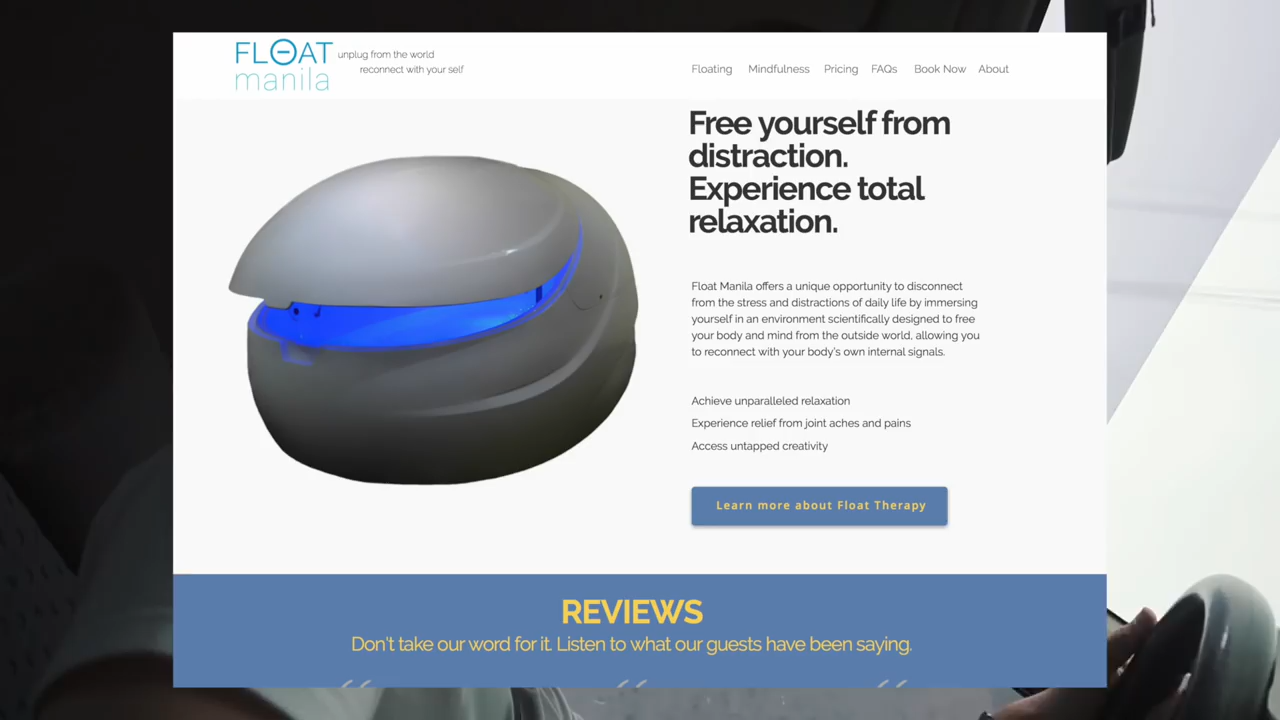 FLOAT
manila
unplug from the world
reconnect with your self
Floating Mindfulness Pricing FAQs Book Now About
Free yourself from
distraction.
Experience total
relaxation.
Float Manila offers a unique opportunity to disconnect
from the stress and distractions of daily life by immersing
yourself in an environment scientifically designed to free
your body and mind from the outside world, allowing you
to reconnect with your body's own internal signals.
Achieve unparalleled relaxation
Experience relief from joint aches and pains
Access untapped creativity
Learn more about Float Therapy
REVIEWS
Don't take our word for it. Listen to what our guests have been saying.